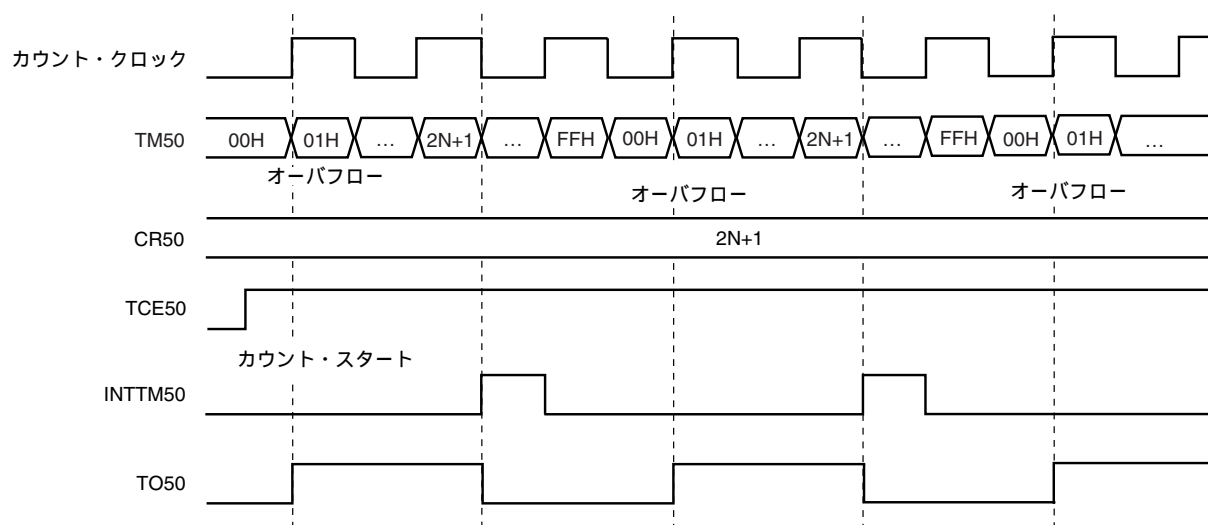 カウント・クロック
TM50 00H 01H … 2N+1 … FFH 00H 01H … 2N+1 … FFH 00H 01H …
オーバフロー オーバフロー オーバフロー
CR50 2N+1
TCE50
カウント・スタート
INTTM50
TO50